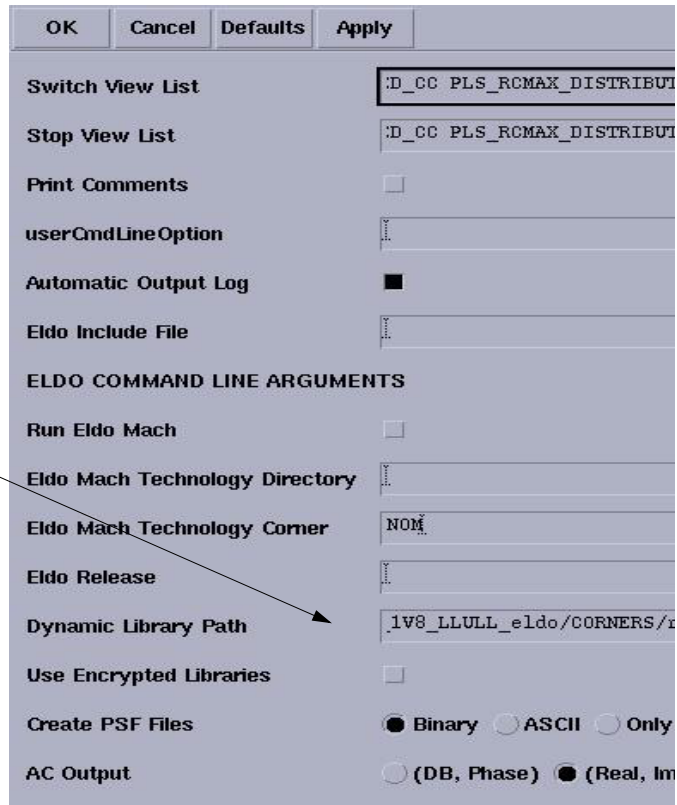 OK Cancel Defaults Apply
Switch View List :D_CC PLS_RCMAX_DISTRIBUT
Stop View List :D_CC PLS_RCMAX_DISTRIBUT
Print Comments
userCmdLineOption
Automatic Output Log
Eldo Include File
ELDO COMMAND LINE ARGUMENTS
Run Eldo Mach
Eldo Mach Technology Directory
Eldo Mach Technology Corner NOM
Eldo Release
Dynamic Library Path _1V8_LLULL_eldo/CORNERS/
Use Encrypted Libraries
Create PSF Files Binary ASCII Only
AC Output (DB, Phase) (Real, Im